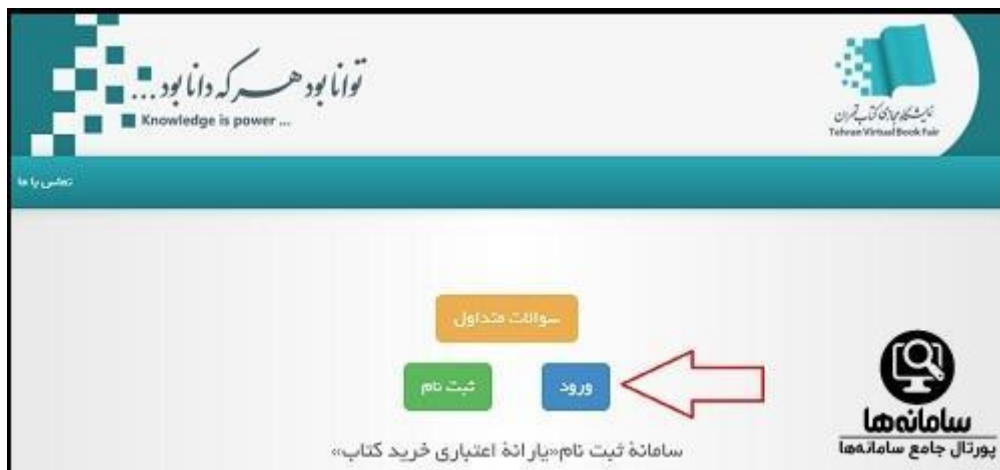 توانا بود هر که دانا بود...
Knowledge is power ...
نمایشگاه مجازی کتاب تهران
Tehran Virtual Book Fair
تماس با ما
سوالات متداول
ورود
ثبت نام
سامانهٔ ثبت نام«یارانهٔ اعتباری خرید کتاب»
سامانه‌ها
پورتال جامع سامانه‌ها